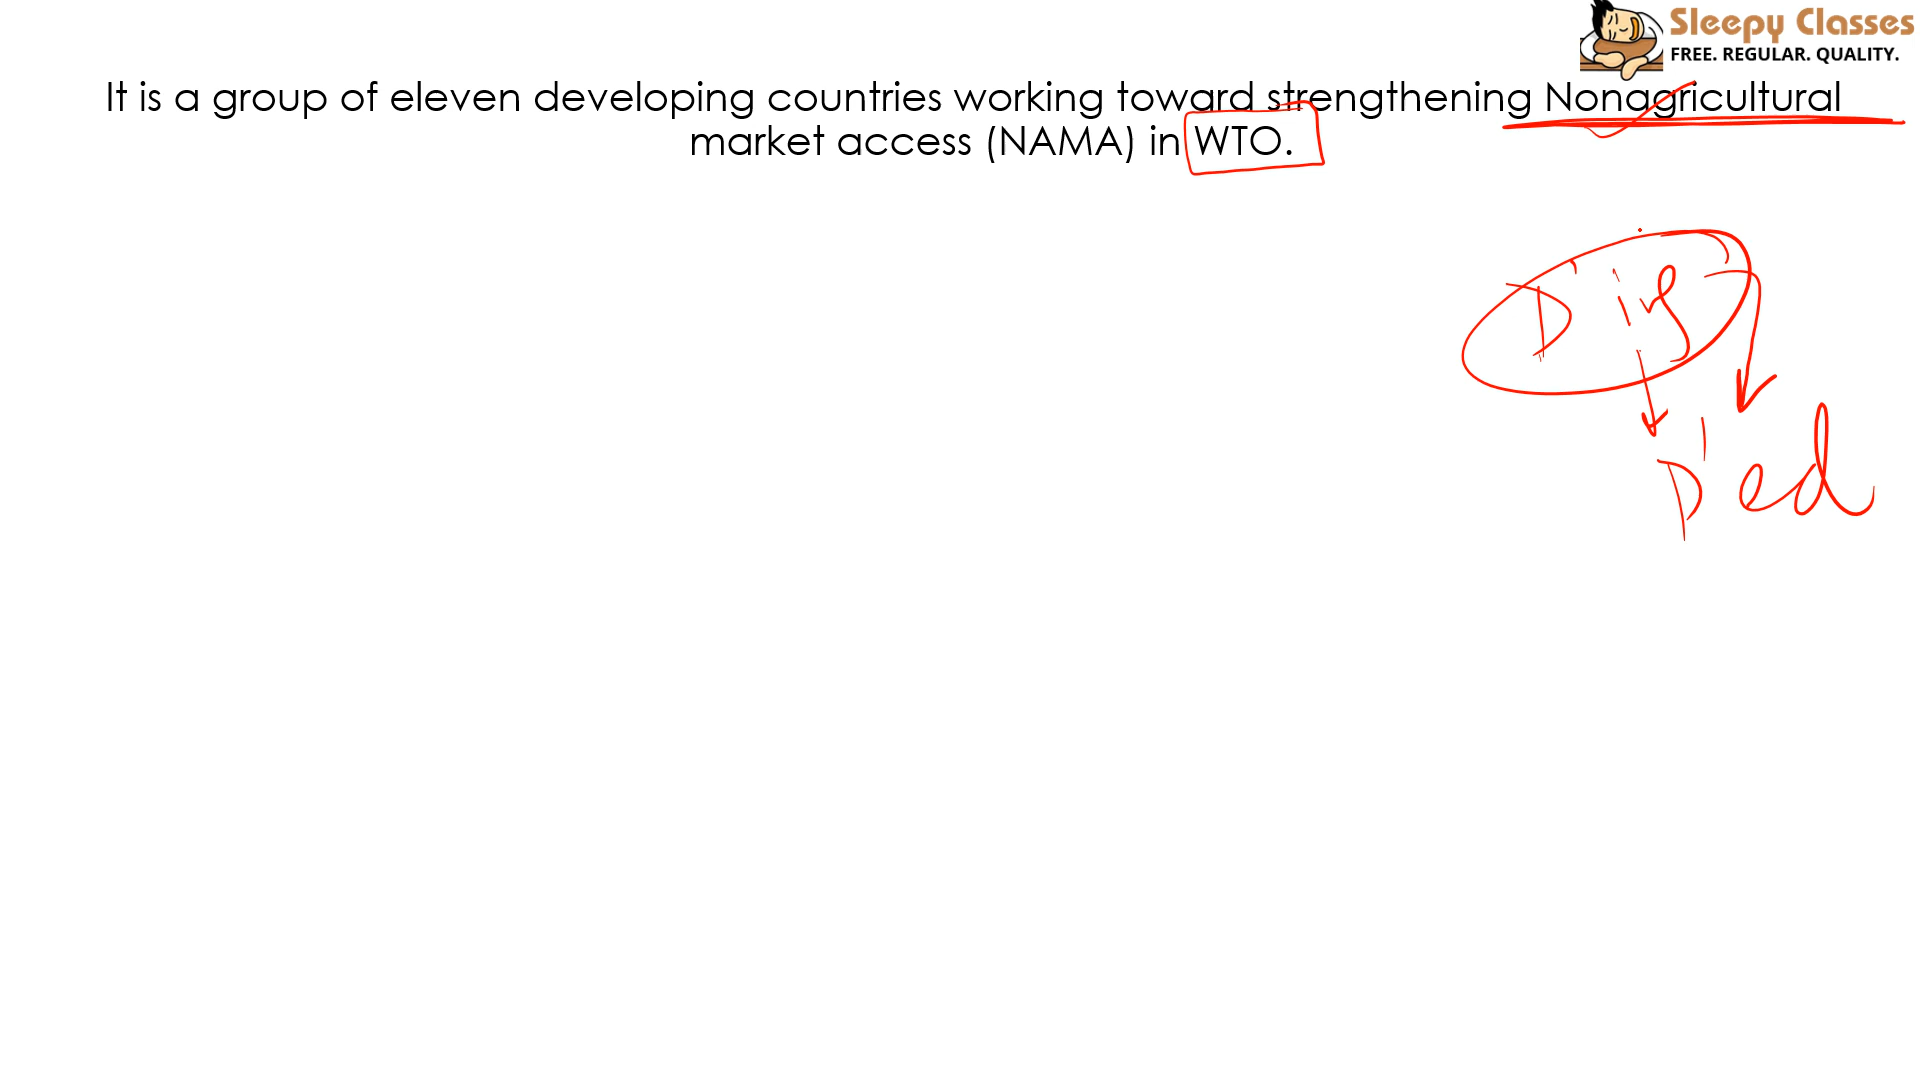 Sleepy Classes
FREE. REGULAR. QUALITY.
It is a group of eleven developing countries working toward strengthening Nonagricultural
market access (NAMA) in WTO.
D'ing
D'ed